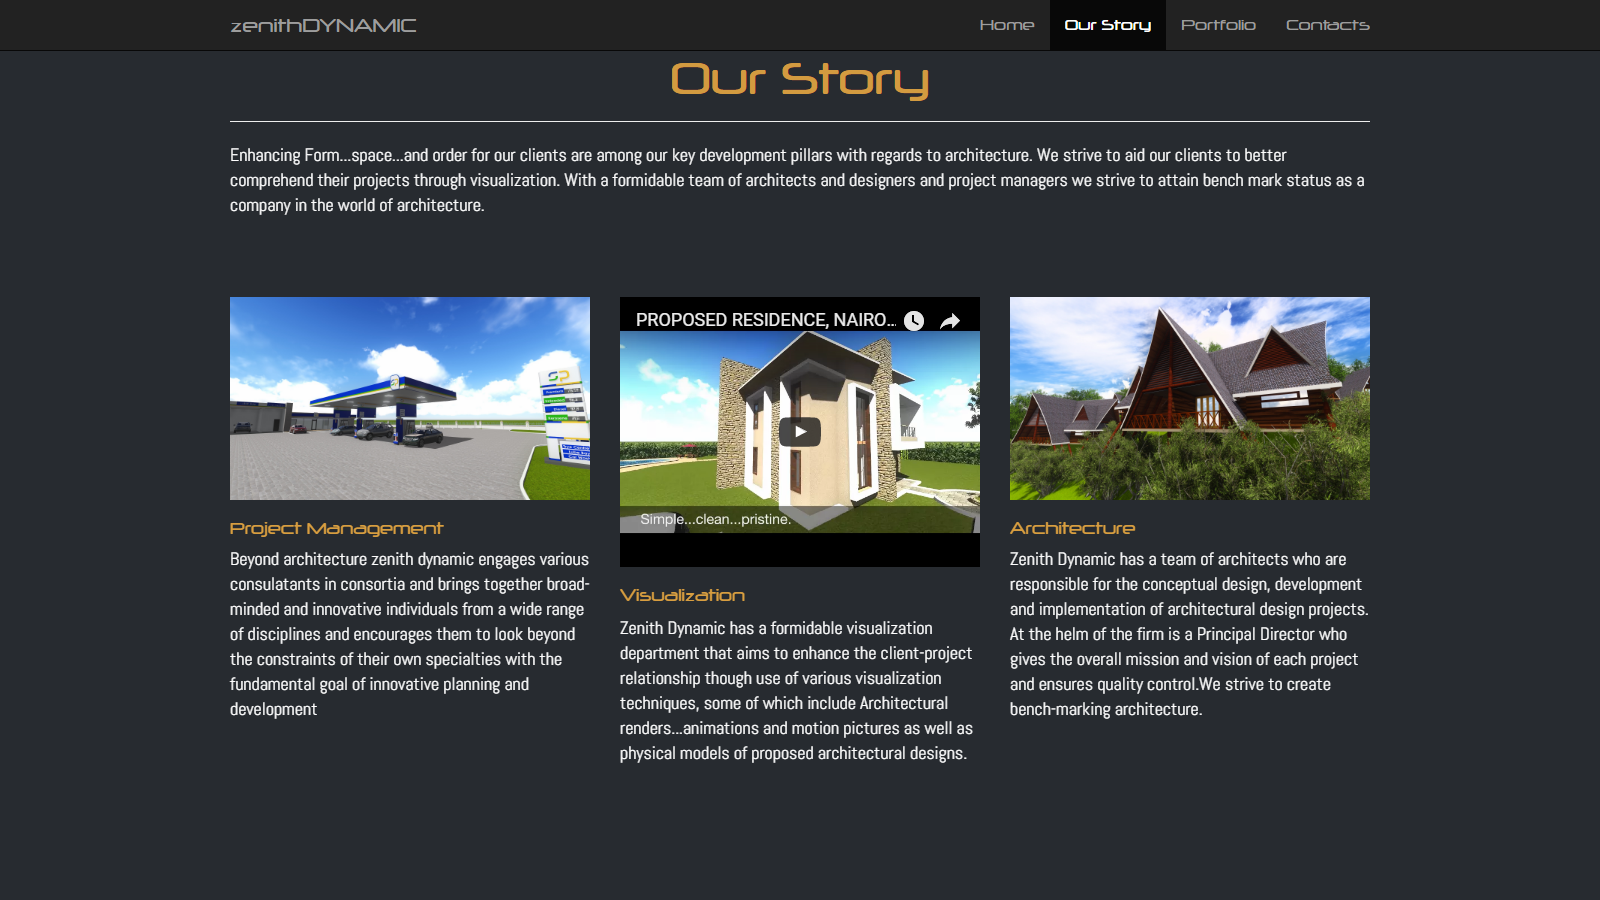 zenithDYNAMIC
Home
Our Story
Portfolio
Contacts
Our Story
Enhancing Form...space...and order for our clients are among our key development pillars with regards to architecture. We strive to aid our clients to better
comprehend their projects through visualization. With a formidable team of architects and designers and project managers we strive to attain bench mark status as a
company in the world of architecture.
SP
Project Management
Beyond architecture zenith dynamic engages various
consulatants in consortia and brings together broad-
minded and innovative individuals from a wide range
of disciplines and encourages them to look beyond
the constraints of their own specialties with the
fundamental goal of innovative planning and
development
PROPOSED RESIDENCE, NAIRO...
Simple...clean...pristine.
Visualization
Zenith Dynamic has a formidable visualization
department that aims to enhance the client-project
relationship though use of various visualization
techniques, some of which include Architectural
renders...animations and motion pictures as well as
physical models of proposed architectural designs.
Architecture
Zenith Dynamic has a team of architects who are
responsible for the conceptual design, development
and implementation of architectural design projects.
At the helm of the firm is a Principal Director who
gives the overall mission and vision of each project
and ensures quality control.We strive to create
bench-marking architecture.